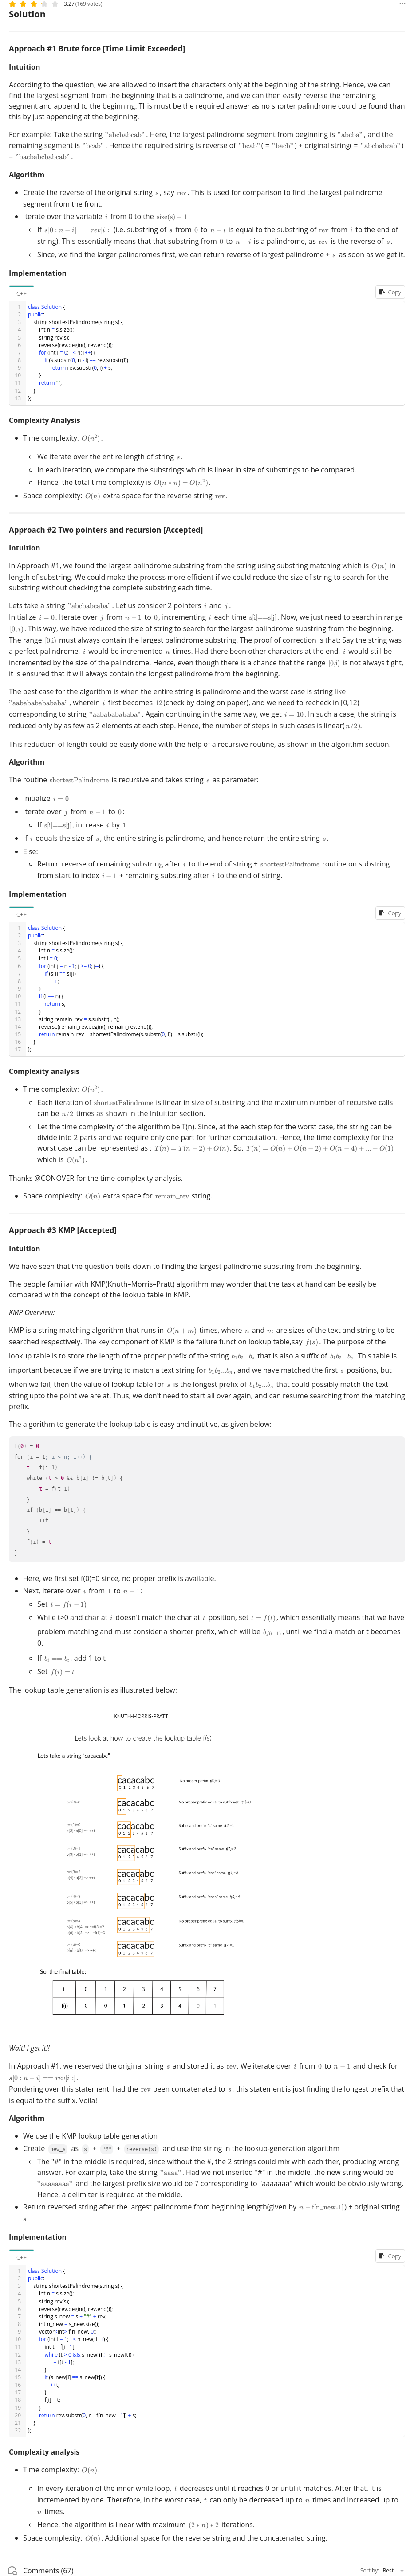 3.27 (169 votes)
Solution
Approach #1 Brute force [Time Limit Exceeded]
Intuition
According to the question, we are allowed to insert the characters only at the beginning of the string. Hence, we can
find the largest segment from the beginning that is a palindrome, and we can then easily reverse the remaining
segment and append to the beginning. This must be the required answer as no shorter palindrome could be found than
this by just appending at the beginning.
For example: Take the string "abcbabcab". Here, the largest palindrome segment from beginning is "abcba", and the
remaining segment is "bcab". Hence the required string is reverse of "bcab"( = "bacb") + original string( = "abcbabcab")
= "bacbabcbabcab".
Algorithm
• Create the reverse of the original string s, say rev. This is used for comparison to find the largest palindrome
segment from the front.
• Iterate over the variable i from 0 to the size(s) − 1:
◦ If s[0 : n − i] == rev[i :] (i.e. substring of s from 0 to n − i is equal to the substring of rev from i to the end of
string). This essentially means that that substring from 0 to n − i is a palindrome, as rev is the reverse of s.
◦ Since, we find the larger palindromes first, we can return reverse of largest palindrome + s as soon as we get it.
Implementation
C++
Copy
1 class Solution {
2 public:
3 string shortestPalindrome(string s) {
4 int n = s.size();
5 string rev(s);
6 reverse(rev.begin(), rev.end());
7 for (int i = 0; i < n; i++) {
8 if (s.substr(0, n - i) == rev.substr(i))
9 return rev.substr(0, i) + s;
10 }
11 return "";
12 }
13 };
Complexity Analysis
• Time complexity: O(n²).
◦ We iterate over the entire length of string s.
◦ In each iteration, we compare the substrings which is linear in size of substrings to be compared.
◦ Hence, the total time complexity is O(n ∗ n) = O(n²).
• Space complexity: O(n) extra space for the reverse string rev.
Approach #2 Two pointers and recursion [Accepted]
Intuition
In Approach #1, we found the largest palindrome substring from the string using substring matching which is O(n) in
length of substring. We could make the process more efficient if we could reduce the size of string to search for the
substring without checking the complete substring each time.
Lets take a string "abcbabcaba". Let us consider 2 pointers i and j.
Initialize i = 0. Iterate over j from n − 1 to 0, incrementing i each time s[i]==s[j]. Now, we just need to search in range
[0, i). This way, we have reduced the size of string to search for the largest palindrome substring from the beginning.
The range [0,i) must always contain the largest palindrome substring. The proof of correction is that: Say the string was
a perfect palindrome, i would be incremented n times. Had there been other characters at the end, i would still be
incremented by the size of the palindrome. Hence, even though there is a chance that the range [0,i) is not always tight,
it is ensured that it will always contain the longest palindrome from the beginning.
The best case for the algorithm is when the entire string is palindrome and the worst case is string like
"aababababababa", wherein i first becomes 12(check by doing on paper), and we need to recheck in [0,12)
corresponding to string "aabababababa". Again continuing in the same way, we get i = 10. In such a case, the string is
reduced only by as few as 2 elements at each step. Hence, the number of steps in such cases is linear(n/2).
This reduction of length could be easily done with the help of a recursive routine, as shown in the algorithm section.
Algorithm
The routine shortestPalindrome is recursive and takes string s as parameter:
• Initialize i = 0
• Iterate over j from n − 1 to 0:
◦ If s[i]==s[j], increase i by 1
• If i equals the size of s, the entire string is palindrome, and hence return the entire string s.
• Else:
◦ Return reverse of remaining substring after i to the end of string + shortestPalindrome routine on substring
from start to index i − 1 + remaining substring after i to the end of string.
Implementation
C++
Copy
1 class Solution {
2 public:
3 string shortestPalindrome(string s) {
4 int n = s.size();
5 int i = 0;
6 for (int j = n - 1; j >= 0; j--) {
7 if (s[i] == s[j])
8 i++;
9 }
10 if (i == n) {
11 return s;
12 }
13 string remain_rev = s.substr(i, n);
14 reverse(remain_rev.begin(), remain_rev.end());
15 return remain_rev + shortestPalindrome(s.substr(0, i)) + s.substr(i);
16 }
17 };
Complexity analysis
• Time complexity: O(n²).
◦ Each iteration of shortestPalindrome is linear in size of substring and the maximum number of recursive calls
can be n/2 times as shown in the Intuition section.
◦ Let the time complexity of the algorithm be T(n). Since, at the each step for the worst case, the string can be
divide into 2 parts and we require only one part for further computation. Hence, the time complexity for the
worst case can be represented as : T(n) = T(n − 2) + O(n). So, T(n) = O(n) + O(n − 2) + O(n − 4) + ... + O(1)
which is O(n²).
Thanks @CONOVER for the time complexity analysis.
• Space complexity: O(n) extra space for remain_rev string.
Approach #3 KMP [Accepted]
Intuition
We have seen that the question boils down to finding the largest palindrome substring from the beginning.
The people familiar with KMP(Knuth–Morris–Pratt) algorithm may wonder that the task at hand can be easily be
compared with the concept of the lookup table in KMP.
KMP Overview:
KMP is a string matching algorithm that runs in O(n + m) times, where n and m are sizes of the text and string to be
searched respectively. The key component of KMP is the failure function lookup table,say f(s). The purpose of the
lookup table is to store the length of the proper prefix of the string b₁b₂...bₛ that is also a suffix of b₁b₂...bₛ. This table is
important because if we are trying to match a text string for b₁b₂...bₙ, and we have matched the first s positions, but
when we fail, then the value of lookup table for s is the longest prefix of b₁b₂...bₙ that could possibly match the text
string upto the point we are at. Thus, we don't need to start all over again, and can resume searching from the matching
prefix.
The algorithm to generate the lookup table is easy and inutitive, as given below:
f(0) = 0
for (i = 1; i < n; i++) {
t = f(i-1)
while (t > 0 && b[i] != b[t]) {
t = f(t-1)
}
if (b[i] == b[t]) {
++t
}
f(i) = t
}
• Here, we first set f(0)=0 since, no proper prefix is available.
• Next, iterate over i from 1 to n − 1:
◦ Set t = f(i − 1)
◦ While t>0 and char at i doesn't match the char at t position, set t = f(t), which essentially means that we have
problem matching and must consider a shorter prefix, which will be b_f(t−1), until we find a match or t becomes
0.
◦ If bᵢ == bₜ, add 1 to t
◦ Set f(i) = t
The lookup table generation is as illustrated below:
KNUTH-MORRIS-PRATT
Lets look at how to create the lookup table f(s)
Lets take a string "cacacabc"
cacacabc
0 1 2 3 4 5 6 7
No proper prefix f(0)=0
cacacabc
0 1 2 3 4 5 6 7
cacacabc
0 1 2 3 4 5 6 7
cacacabc
0 1 2 3 4 5 6 7
cacacabc
0 1 2 3 4 5 6 7
cacacabc
0 1 2 3 4 5 6 7
cacacabc
0 1 2 3 4 5 6 7
cacacabc
0 1 2 3 4 5 6 7
So, the final table:
i 0 1 2 3 4 5 6 7
f(i) 0 0 1 2 3 4 0 1
Wait! I get it!!
In Approach #1, we reserved the original string s and stored it as rev. We iterate over i from 0 to n − 1 and check for
s[0 : n − i] == rev[i :].
Pondering over this statement, had the rev been concatenated to s, this statement is just finding the longest prefix that
is equal to the suffix. Voila!
Algorithm
• We use the KMP lookup table generation
• Create new_s as s + "#" + reverse(s) and use the string in the lookup-generation algorithm
◦ The "#" in the middle is required, since without the #, the 2 strings could mix with each ther, producing wrong
answer. For example, take the string "aaaa". Had we not inserted "#" in the middle, the new string would be
"aaaaaaaa" and the largest prefix size would be 7 corresponding to "aaaaaaa" which would be obviously wrong.
Hence, a delimiter is required at the middle.
• Return reversed string after the largest palindrome from beginning length(given by n − f[n_new-1]) + original string
s
Implementation
C++
Copy
1 class Solution {
2 public:
3 string shortestPalindrome(string s) {
4 int n = s.size();
5 string rev(s);
6 reverse(rev.begin(), rev.end());
7 string s_new = s + "#" + rev;
8 int n_new = s_new.size();
9 vector<int> f(n_new, 0);
10 for (int i = 1; i < n_new; i++) {
11 int t = f[i - 1];
12 while (t > 0 && s_new[i] != s_new[t]) {
13 t = f[t - 1];
14 }
15 if (s_new[i] == s_new[t]) {
16 ++t;
17 }
18 f[i] = t;
19 }
20 return rev.substr(0, n - f[n_new - 1]) + s;
21 }
22 };
Complexity analysis
• Time complexity: O(n).
◦ In every iteration of the inner while loop, t decreases until it reaches 0 or until it matches. After that, it is
incremented by one. Therefore, in the worst case, t can only be decreased up to n times and increased up to
n times.
◦ Hence, the algorithm is linear with maximum (2 ∗ n) ∗ 2 iterations.
• Space complexity: O(n). Additional space for the reverse string and the concatenated string.
Comments (67)
Sort by: Best